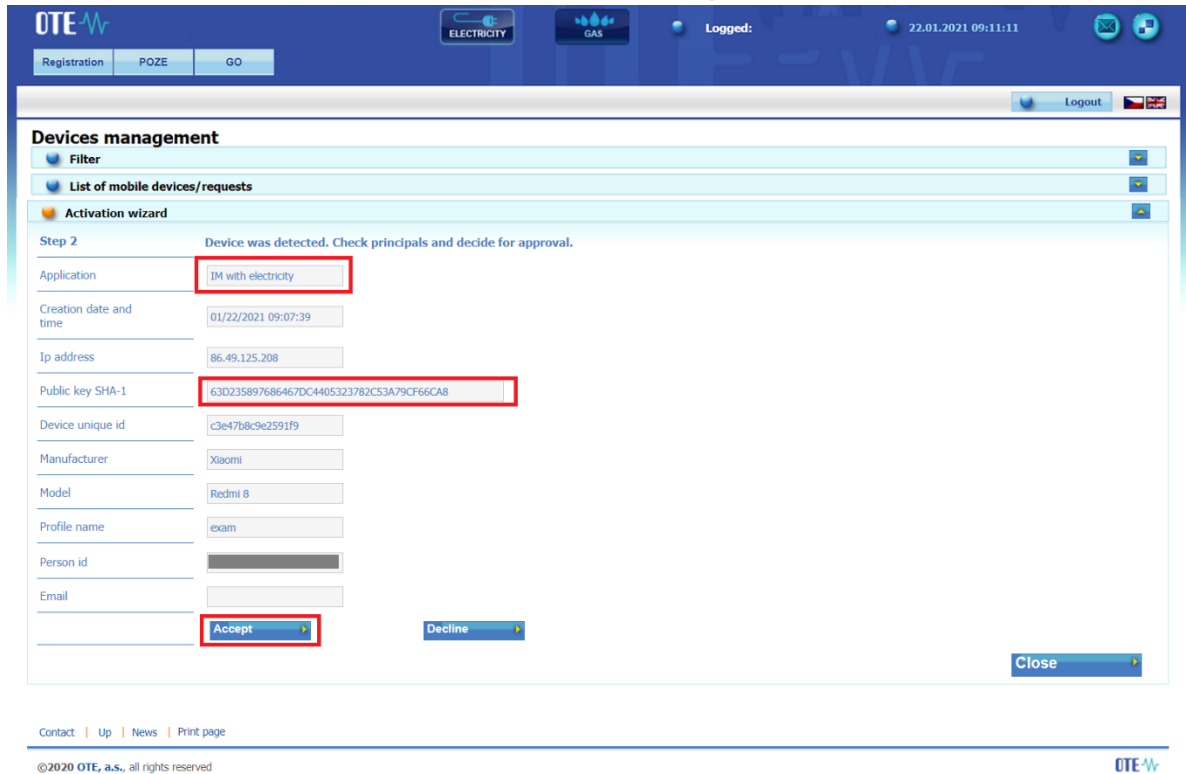 OTE
ELECTRICITY
GAS
Logged:
22.01.2021 09:11:11
Registration POZE GO
Logout
Devices management
Filter
List of mobile devices/requests
Activation wizard
Step 2 Device was detected. Check principals and decide for approval.
Application IM with electricity
Creation date and
time 01/22/2021 09:07:39
Ip address 86.49.125.208
Public key SHA-1 63D235897686467DC4405323782C53A79CF66CA8
Device unique id c3e47b8c9e2591f9
Manufacturer Xiaomi
Model Redmi 8
Profile name exam
Person id
Email
Accept Decline
Close
Contact | Up | News | Print page
©2020 OTE, a.s., all rights reserved OTE